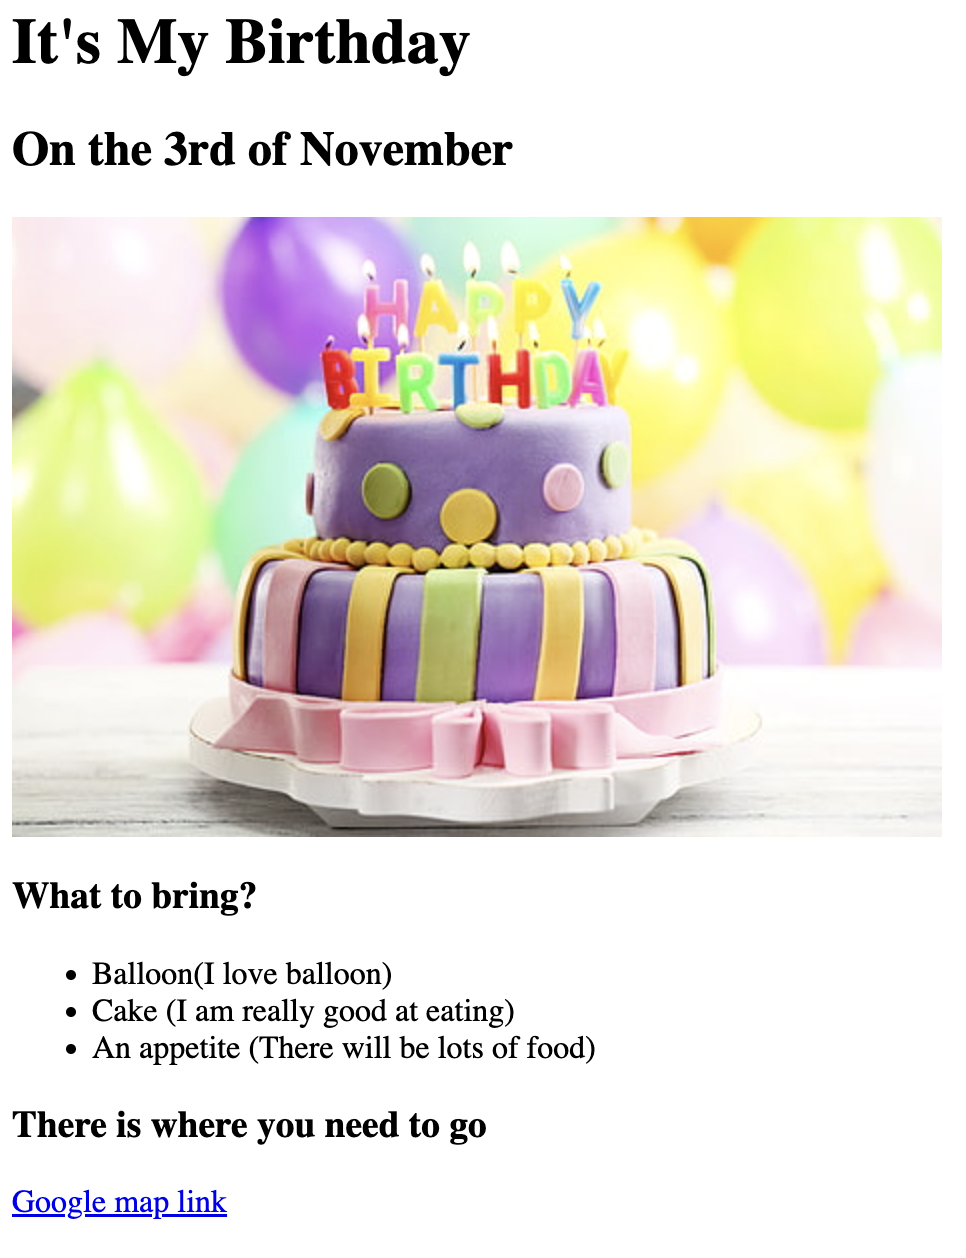 It's My Birthday
On the 3rd of November
HAPPY
BIRTHDAY
What to bring?
Balloon(I love balloon)
Cake (I am really good at eating)
An appetite (There will be lots of food)
There is where you need to go
Google map link